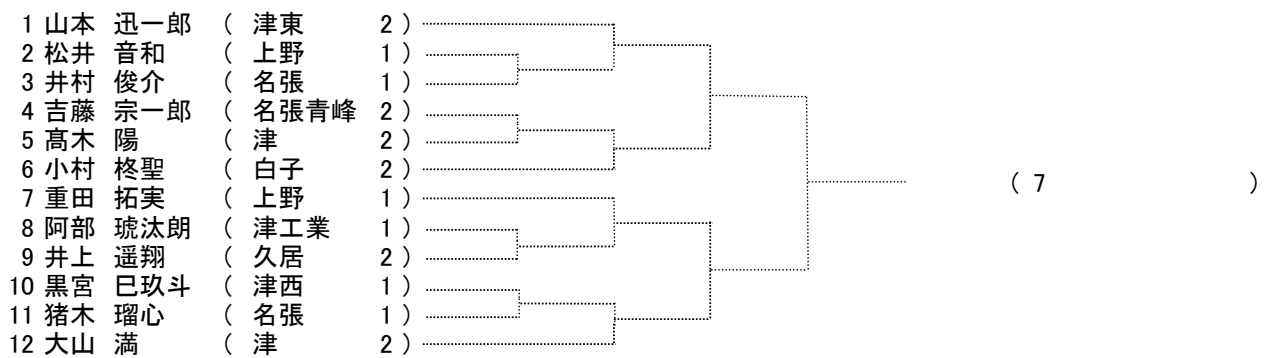 1 山本 迅一郎 ( 津東 2 )
2 松井 音和 ( 上野 1 )
3 井村 俊介 ( 名張 1 )
4 吉藤 宗一郎 ( 名張青峰 2 )
5 髙木 陽 ( 津 2 )
6 小村 柊聖 ( 白子 2 )
7 重田 拓実 ( 上野 1 )
( 7 )
8 阿部 琥汰朗 ( 津工業 1 )
9 井上 遥翔 ( 久居 2 )
10 黒宮 巳玖斗 ( 津西 1 )
11 猪木 瑠心 ( 名張 1 )
12 大山 満 ( 津 2 )